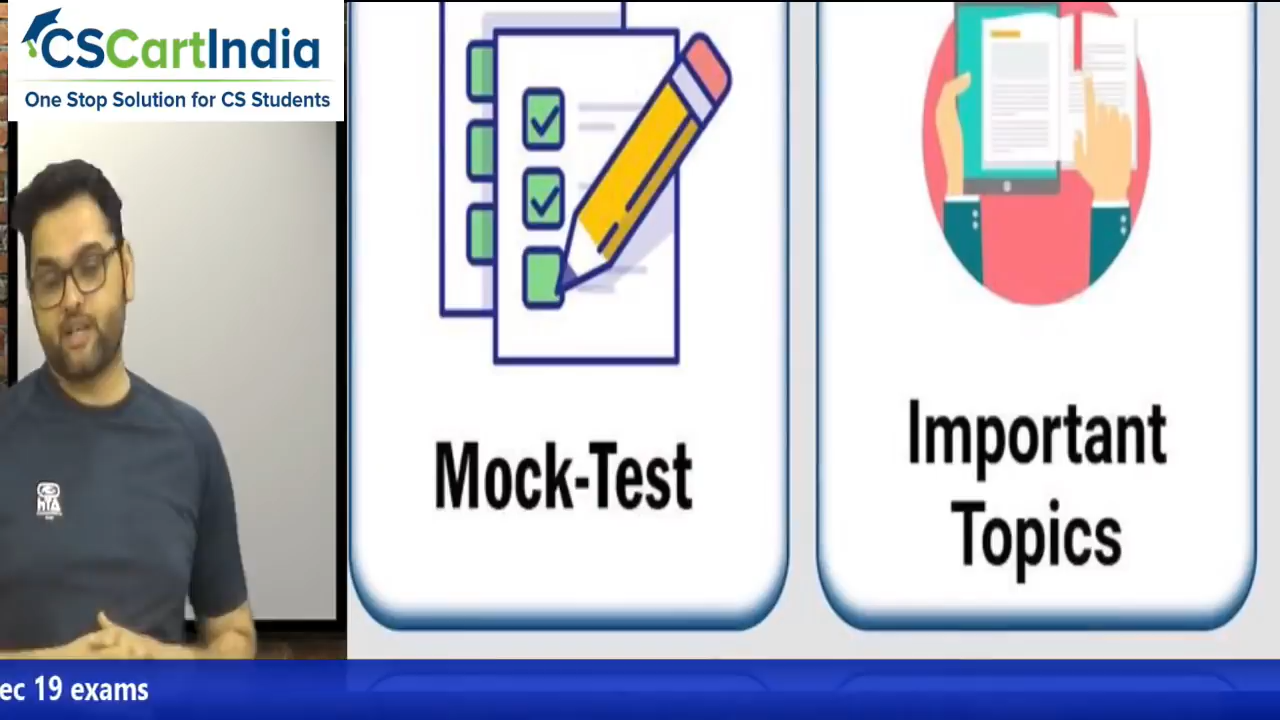 CSCartIndia
One Stop Solution for CS Students
Mock-Test
Important
Topics
ec 19 exams